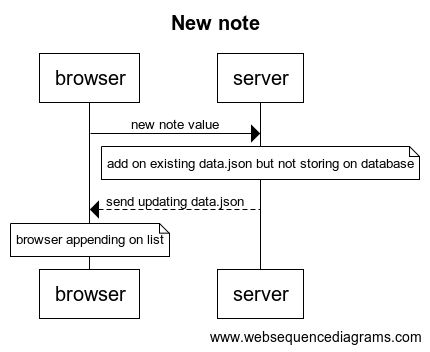 New note
browser server
new note value
add on existing data.json but not storing on database
send updating data.json
browser appending on list
browser server
www.websequencediagrams.com